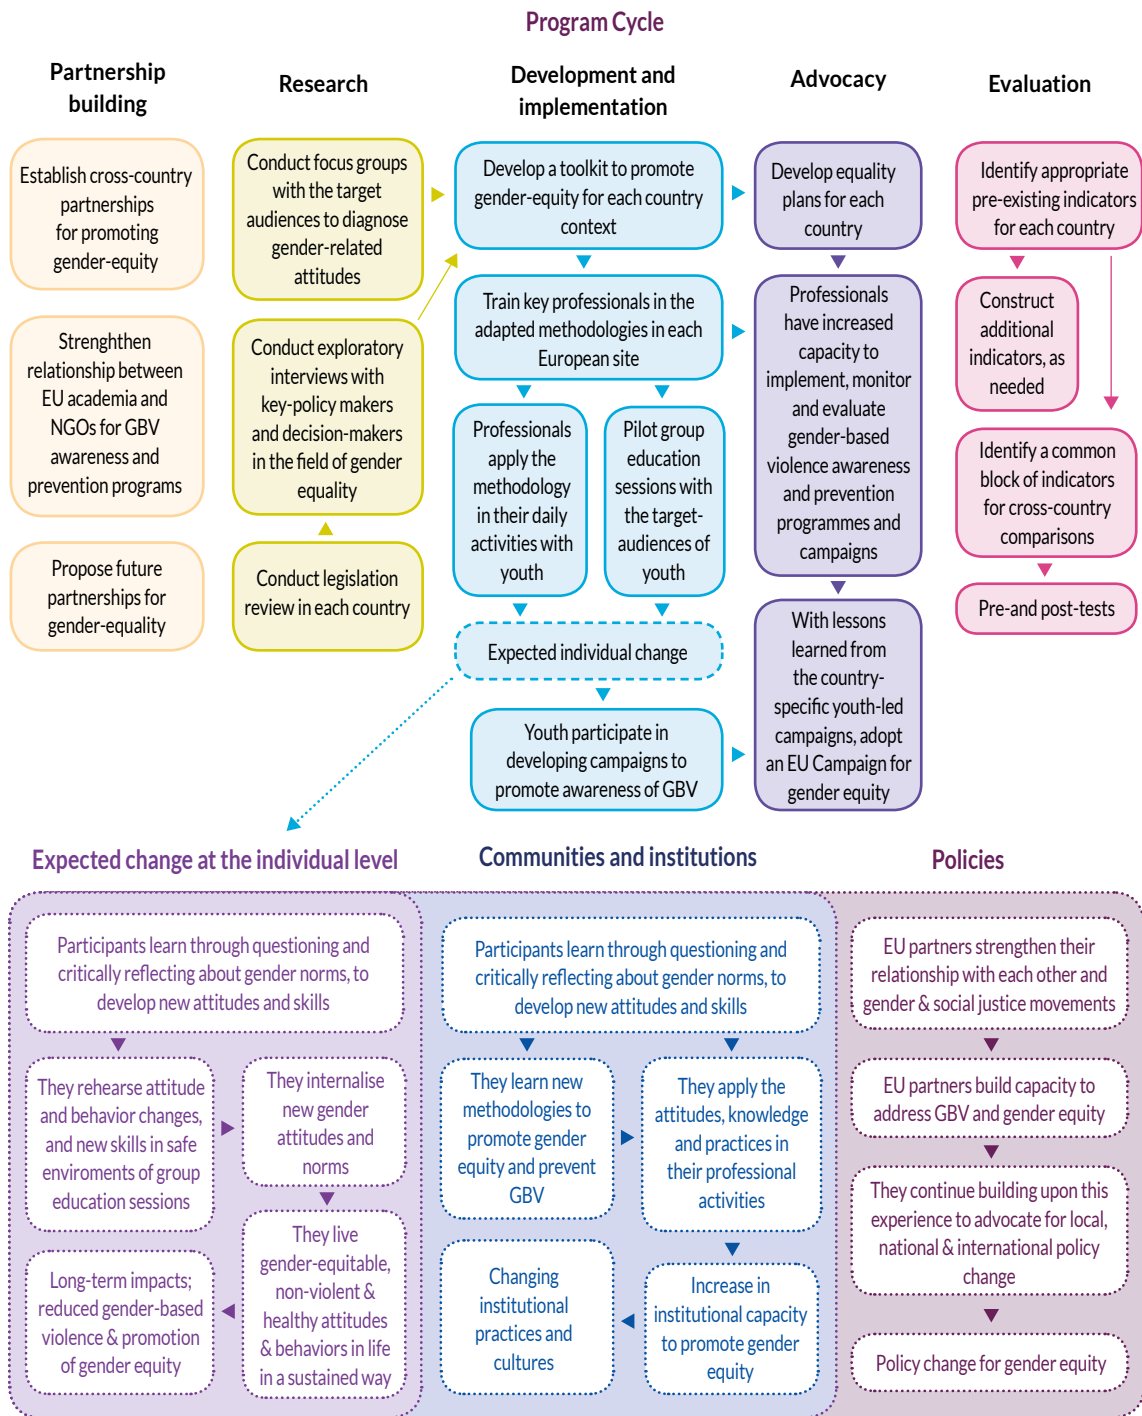 Program Cycle
Partnership
building
Research
Development and
implementation
Advocacy
Evaluation
Establish cross-country
partnerships
for promoting
gender-equity
Strenghthen
relationship between
EU academia and
NGOs for GBV
awareness and
prevention programs
Propose future
partnerships for
gender-equality
Conduct focus groups
with the target
audiences to diagnose
gender-related
attitudes
Conduct exploratory
interviews with
key-policy makers
and decision-makers
in the field of gender
equality
Conduct legislation
review in each country
Develop a toolkit to promote
gender-equity for each country
context
Train key professionals in the
adapted methodologies in each
European site
Professionals
apply the
methodology
in their daily
activities with
youth
Pilot group
education
sessions with
the target-
audiences of
youth
Expected individual change
Youth participate in
developing campaigns to
promote awareness of GBV
Develop equality
plans for each
country
Professionals
have increased
capacity to
implement, monitor
and evaluate
gender-based
violence awareness
and prevention
programmes and
campaigns
With lessons
learned from
the country-
specific youth-led
campaigns, adopt
an EU Campaign for
gender equity
Identify appropriate
pre-existing indicators
for each country
Construct
additional
indicators, as
needed
Identify a common
block of indicators
for cross-country
comparisons
Pre-and post-tests
Expected change at the individual level
Participants learn through questioning and
critically reflecting about gender norms, to
develop new attitudes and skills
They rehearse attitude
and behavior changes,
and new skills in safe
enviroments of group
education sessions
They internalise
new gender
attitudes and
norms
They live
gender-equitable,
non-violent &
healthy attitudes
& behaviors in life
in a sustained way
Long-term impacts;
reduced gender-based
violence & promotion
of gender equity
Communities and institutions
Participants learn through questioning and
critically reflecting about gender norms, to
develop new attitudes and skills
They learn new
methodologies to
promote gender
equity and prevent
GBV
They apply the
attitudes, knowledge
and practices in
their professional
activities
Changing
institutional
practices and
cultures
Increase in
institutional capacity
to promote gender
equity
Policies
EU partners strengthen their
relationship with each other and
gender & social justice movements
EU partners build capacity to
address GBV and gender equity
They continue building upon this
experience to advocate for local,
national & international policy
change
Policy change for gender equity